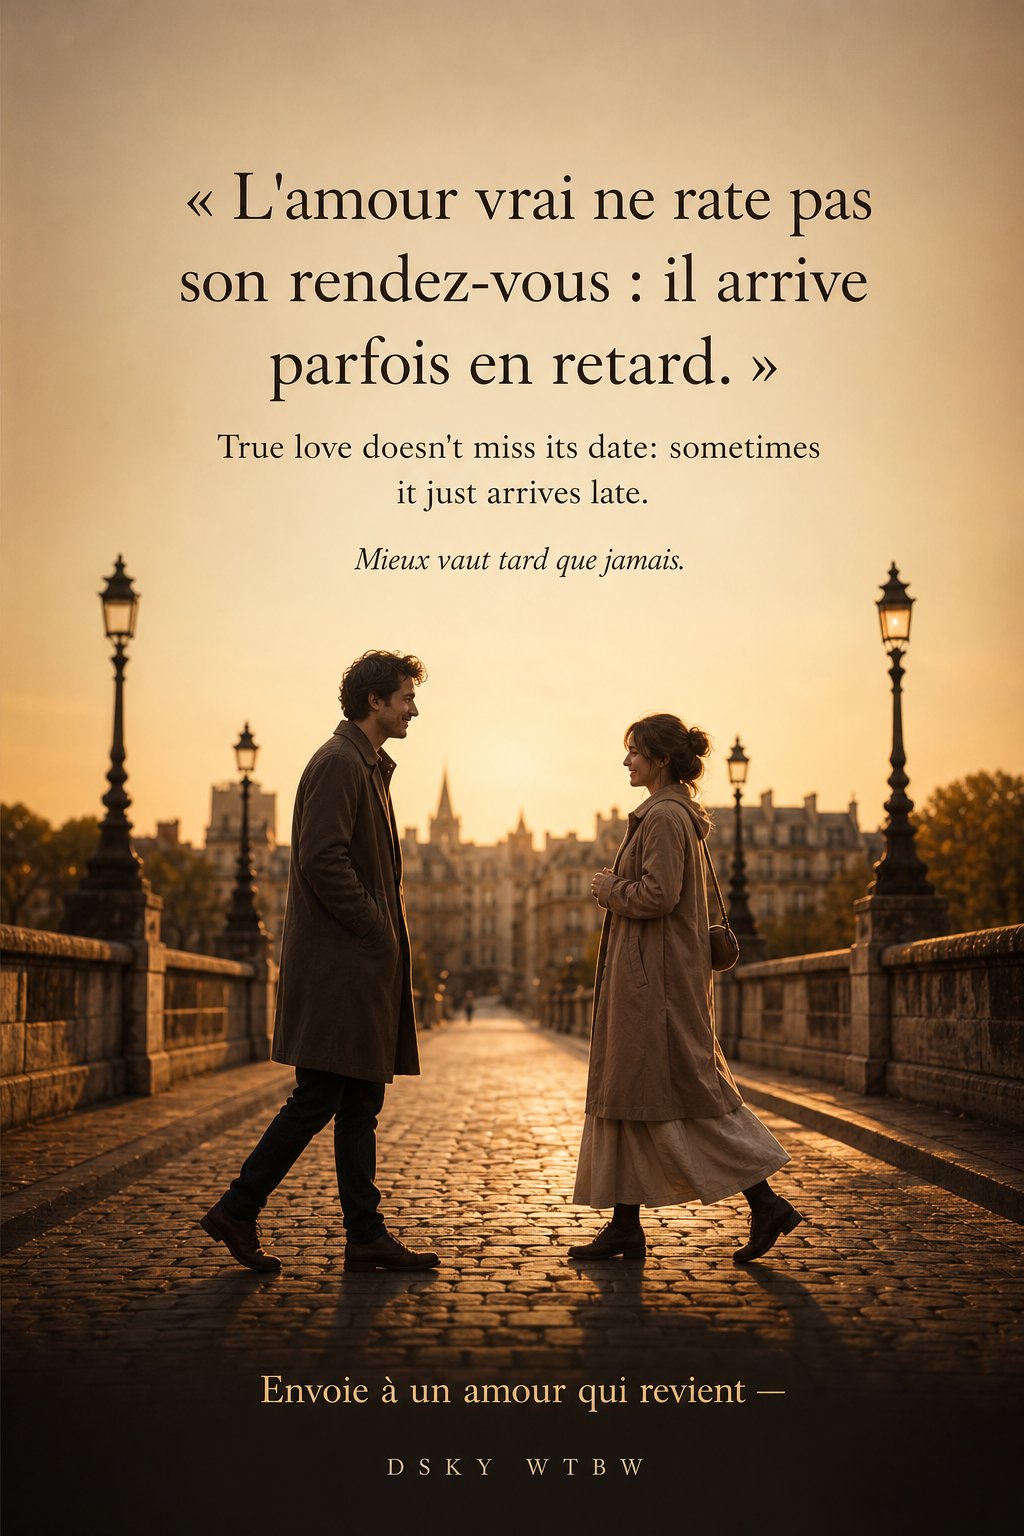 « L'amour vrai ne rate pas
son rendez-vous : il arrive
parfois en retard. »
True love doesn't miss its date: sometimes
it just arrives late.
Mieux vaut tard que jamais.
Envoie à un amour qui revient —
DSKY WTBW